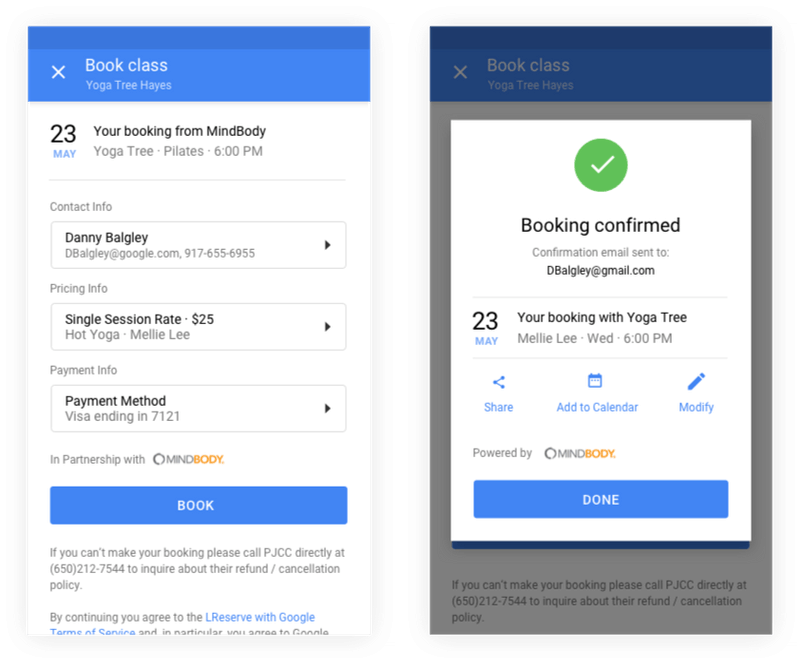 Book class
Yoga Tree Hayes
23
MAY
Your booking from MindBody
Yoga Tree · Pilates · 6:00 PM
Contact Info
Danny Balgley
DBalgley@google.com, 917-655-6955
Pricing Info
Single Session Rate · $25
Hot Yoga · Mellie Lee
Payment Info
Payment Method
Visa ending in 7121
In Partnership with MINDBODY.
BOOK
If you can't make your booking please call PJCC directly at
(650)212-7544 to inquire about their refund / cancellation
policy.
By continuing you agree to the LReserve with Google
Terms of Service and, in particular, you agree to Google
Book class
Yoga Tree Hayes
Booking confirmed
Confirmation email sent to:
DBalgley@gmail.com
23
MAY
Your booking with Yoga Tree
Mellie Lee · Wed · 6:00 PM
Share
Add to Calendar
Modify
Powered by MINDBODY.
DONE
If you can't make your booking please call PJCC directly at
(650)212-7544 to inquire about their refund / cancellation
policy.